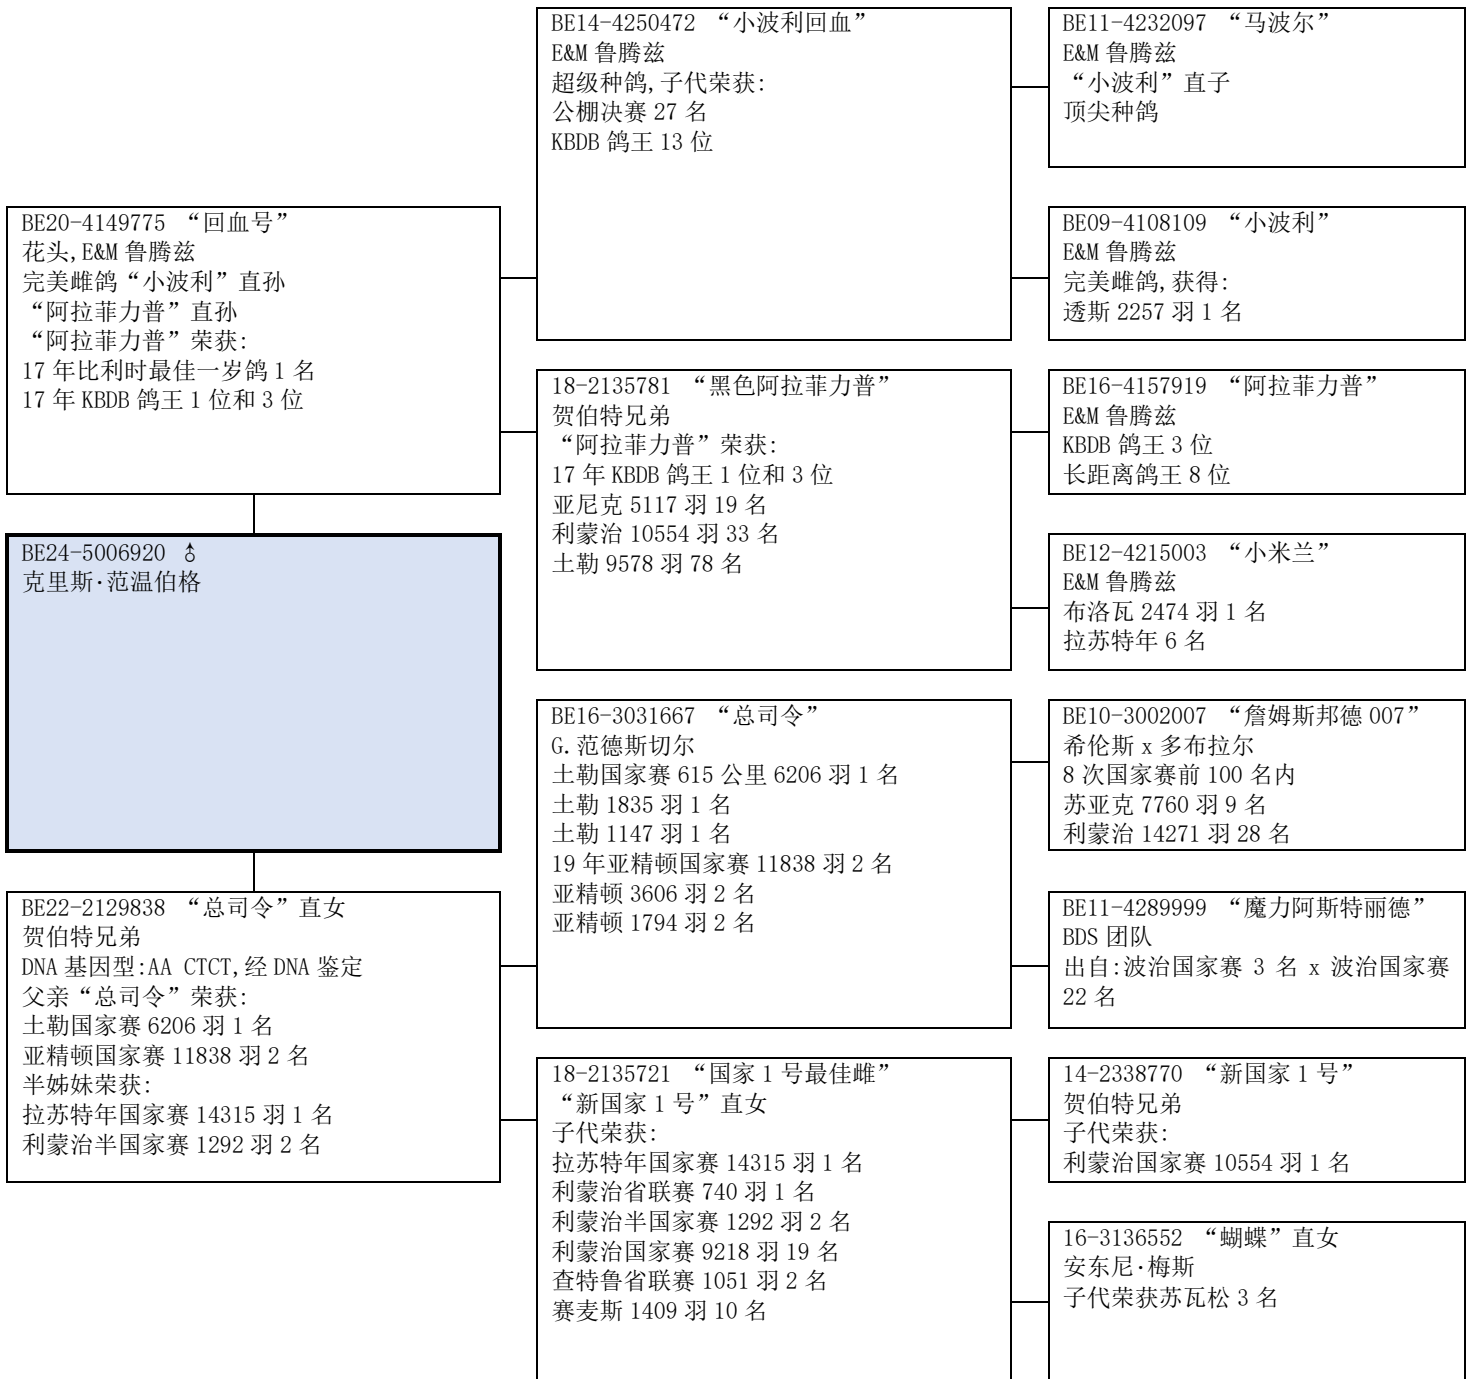 BE14-4250472 “小波利回血”
E&M 鲁腾兹
超级种鸽,子代荣获:
公棚决赛 27 名
KBDB 鸽王 13 位
BE11-4232097 “马波尔”
E&M 鲁腾兹
“小波利”直子
顶尖种鸽
BE20-4149775 “回血号”
花头,E&M 鲁腾兹
完美雌鸽“小波利”直孙
“阿拉菲力普”直孙
“阿拉菲力普”荣获:
17 年比利时最佳一岁鸽 1 名
17 年 KBDB 鸽王 1 位和 3 位
BE09-4108109 “小波利”
E&M 鲁腾兹
完美雌鸽,获得:
透斯 2257 羽 1 名
18-2135781 “黑色阿拉菲力普”
贺伯特兄弟
“阿拉菲力普”荣获:
17 年 KBDB 鸽王 1 位和 3 位
亚尼克 5117 羽 19 名
利蒙治 10554 羽 33 名
土勒 9578 羽 78 名
BE16-4157919 “阿拉菲力普”
E&M 鲁腾兹
KBDB 鸽王 3 位
长距离鸽王 8 位
BE24-5006920 ♂
克里斯·范温伯格
BE12-4215003 “小米兰”
E&M 鲁腾兹
布洛瓦 2474 羽 1 名
拉苏特年 6 名
BE16-3031667 “总司令”
G.范德斯切尔
土勒国家赛 615 公里 6206 羽 1 名
土勒 1835 羽 1 名
土勒 1147 羽 1 名
19 年亚精顿国家赛 11838 羽 2 名
亚精顿 3606 羽 2 名
亚精顿 1794 羽 2 名
BE10-3002007 “詹姆斯邦德 007”
希伦斯 x 多布拉尔
8 次国家赛前 100 名内
苏亚克 7760 羽 9 名
利蒙治 14271 羽 28 名
BE22-2129838 “总司令”直女
贺伯特兄弟
DNA 基因型:AA CTCT,经 DNA 鉴定
父亲“总司令”荣获:
土勒国家赛 6206 羽 1 名
亚精顿国家赛 11838 羽 2 名
半姊妹荣获:
拉苏特年国家赛 14315 羽 1 名
利蒙治半国家赛 1292 羽 2 名
BE11-4289999 “魔力阿斯特丽德”
BDS 团队
出自:波治国家赛 3 名 x 波治国家赛
22 名
18-2135721 “国家 1 号最佳雌”
“新国家 1 号”直女
子代荣获:
拉苏特年国家赛 14315 羽 1 名
利蒙治省联赛 740 羽 1 名
利蒙治半国家赛 1292 羽 2 名
利蒙治国家赛 9218 羽 19 名
查特鲁省联赛 1051 羽 2 名
赛麦斯 1409 羽 10 名
14-2338770 “新国家 1 号”
贺伯特兄弟
子代荣获:
利蒙治国家赛 10554 羽 1 名
16-3136552 “蝴蝶”直女
安东尼·梅斯
子代荣获苏瓦松 3 名